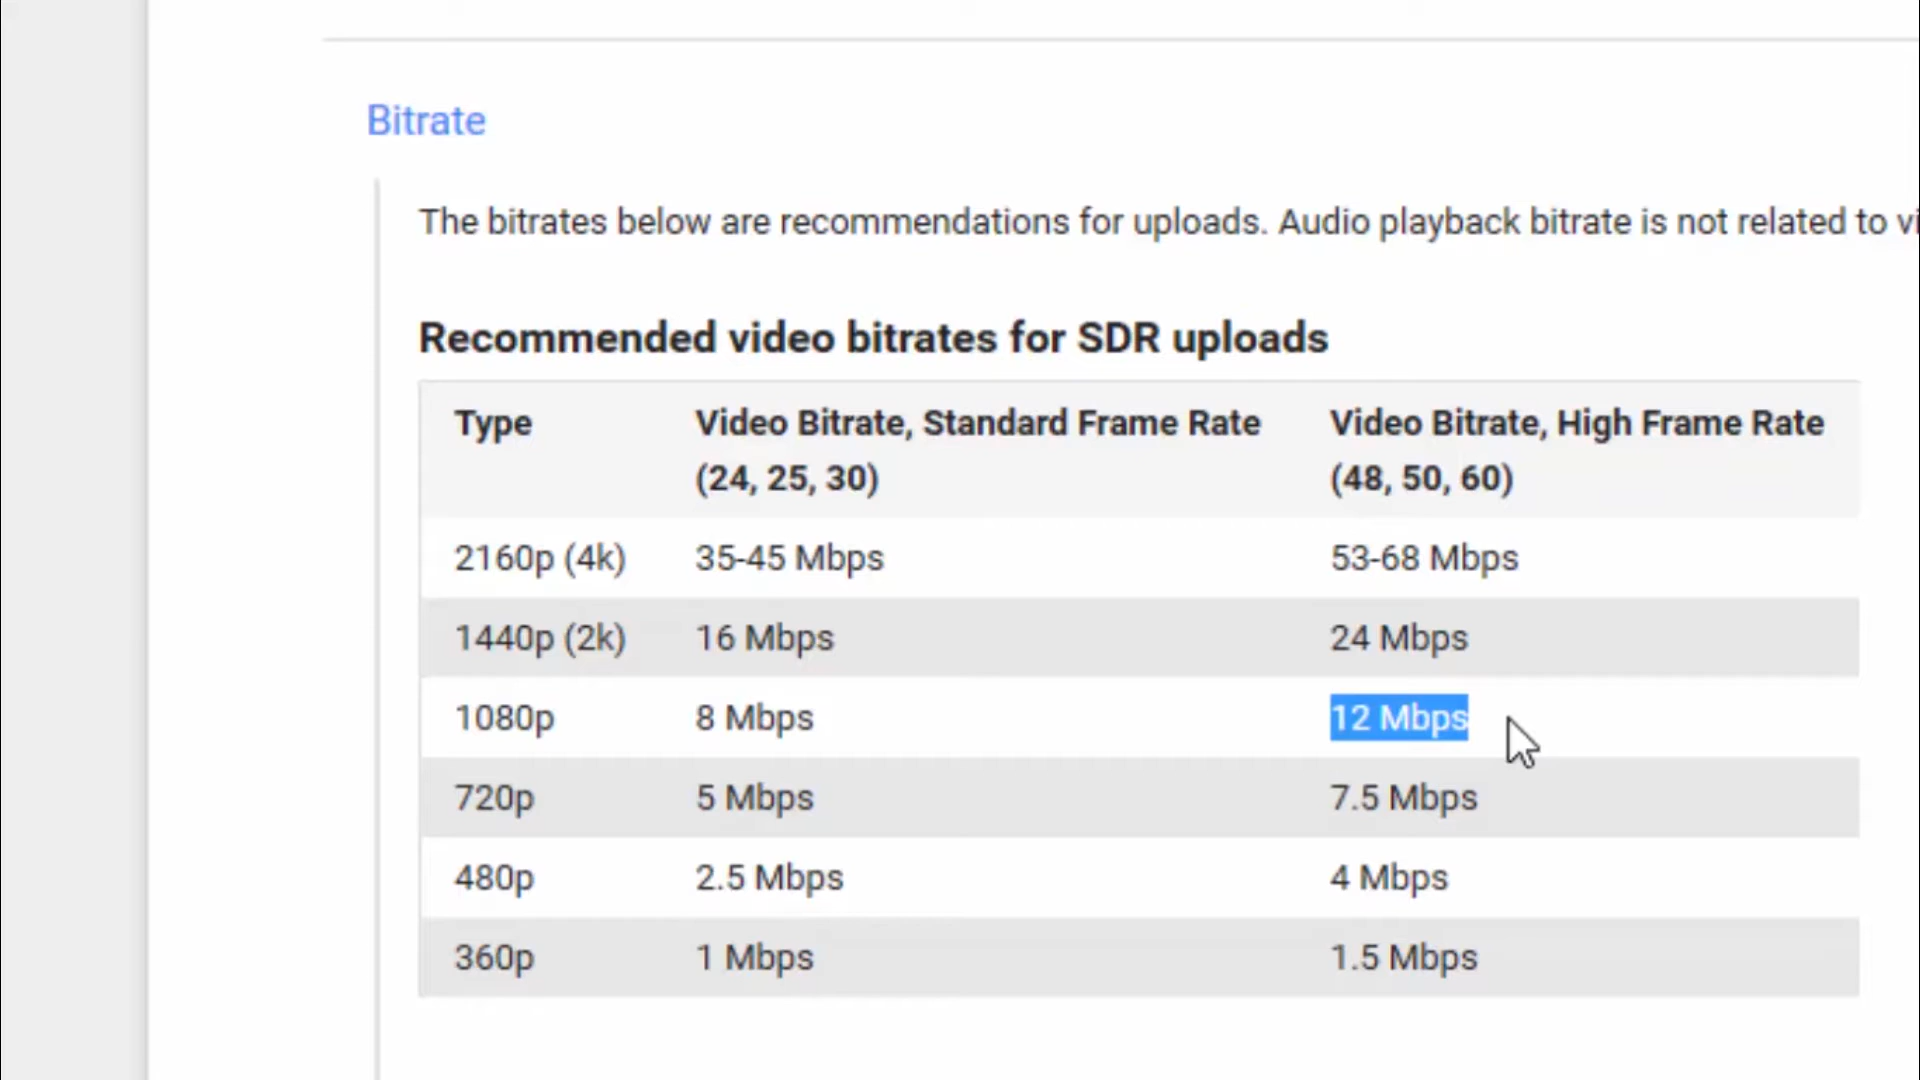 Bitrate
The bitrates below are recommendations for uploads. Audio playback bitrate is not related to vi
Recommended video bitrates for SDR uploads
Type Video Bitrate, Standard Frame Rate (24, 25, 30) Video Bitrate, High Frame Rate (48, 50, 60)
2160p (4k) 35-45 Mbps 53-68 Mbps
1440p (2k) 16 Mbps 24 Mbps
1080p 8 Mbps 12 Mbps
720p 5 Mbps 7.5 Mbps
480p 2.5 Mbps 4 Mbps
360p 1 Mbps 1.5 Mbps